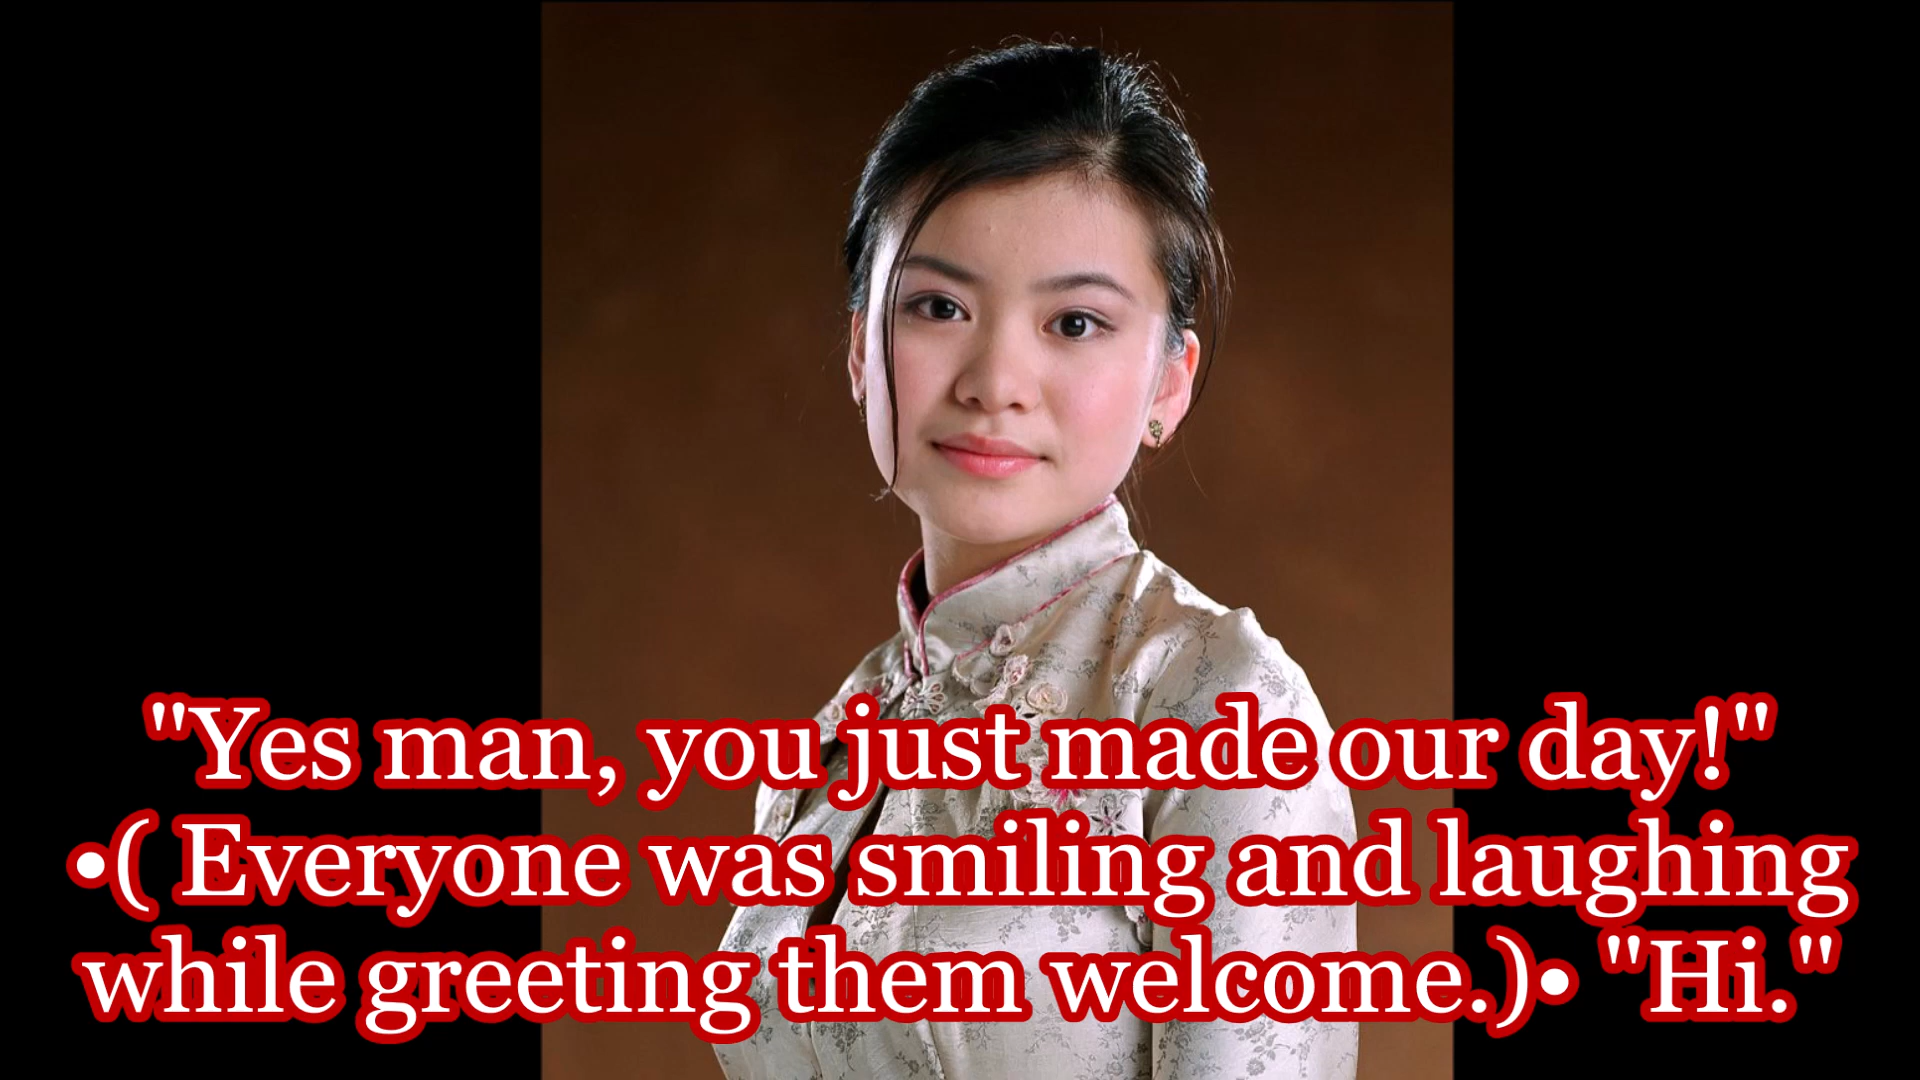 "Yes man, you just made our day!"
•( Everyone was smiling and laughing
while greeting them welcome.)• "Hi."